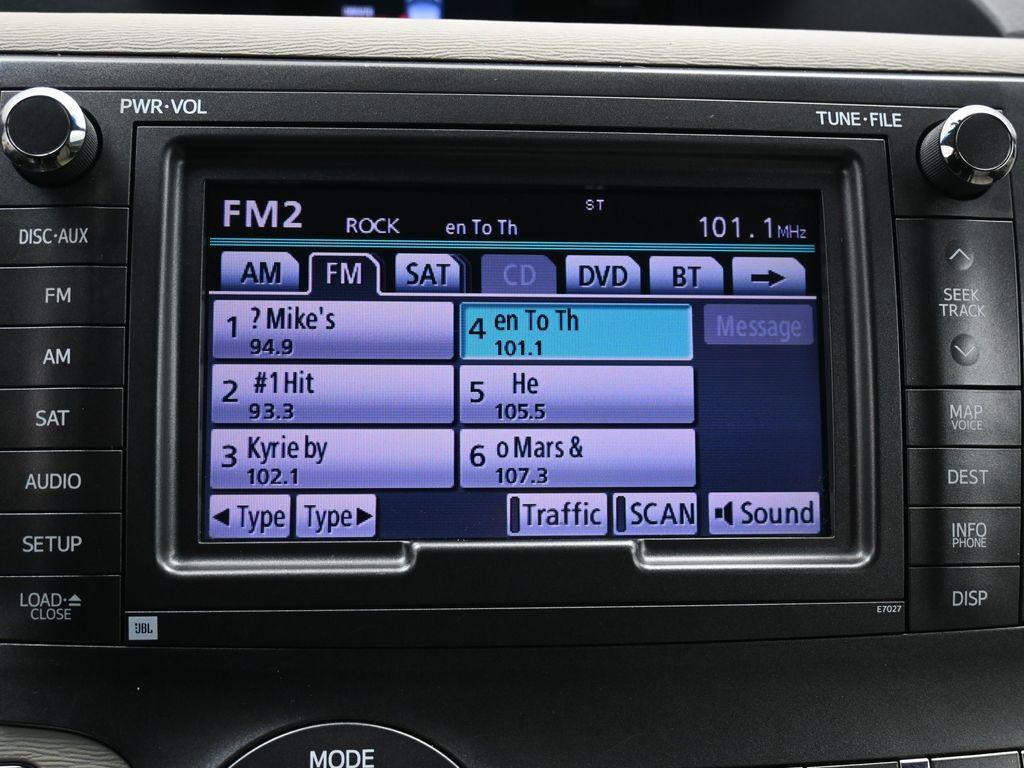 PWR·VOL
TUNE·FILE
FM2
ROCK
en To Th
ST
101.1MHz
AM
FM
SAT
CD
DVD
BT
1 ? Mike's
94.9
4 en To Th
101.1
Message
2 #1 Hit
93.3
5 He
105.5
3 Kyrie by
102.1
6 o Mars &
107.3
◄ Type
Type►
Traffic
SCAN
Sound
DISC·AUX
FM
AM
SAT
AUDIO
SETUP
LOAD·⏏
CLOSE
SEEK
TRACK
MAP
VOICE
DEST
INFO
PHONE
DISP
JBL
E7027
MODE